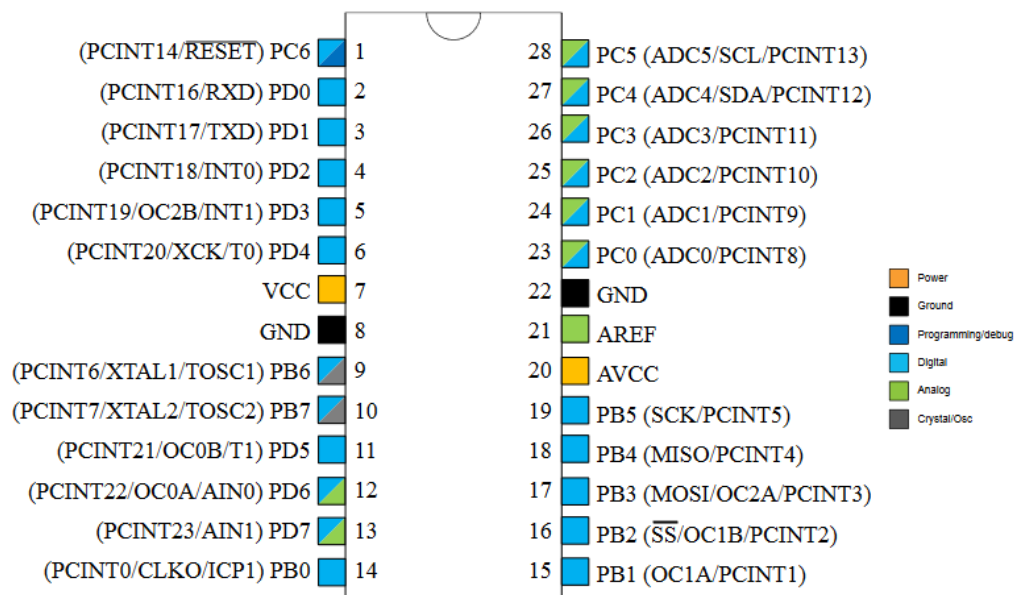 (PCINT14/RESET) PC6 1
(PCINT16/RXD) PD0 2
(PCINT17/TXD) PD1 3
(PCINT18/INT0) PD2 4
(PCINT19/OC2B/INT1) PD3 5
(PCINT20/XCK/T0) PD4 6
VCC 7
GND 8
(PCINT6/XTAL1/TOSC1) PB6 9
(PCINT7/XTAL2/TOSC2) PB7 10
(PCINT21/OC0B/T1) PD5 11
(PCINT22/OC0A/AIN0) PD6 12
(PCINT23/AIN1) PD7 13
(PCINT0/CLKO/ICP1) PB0 14
28 PC5 (ADC5/SCL/PCINT13)
27 PC4 (ADC4/SDA/PCINT12)
26 PC3 (ADC3/PCINT11)
25 PC2 (ADC2/PCINT10)
24 PC1 (ADC1/PCINT9)
23 PC0 (ADC0/PCINT8)
22 GND
21 AREF
20 AVCC
19 PB5 (SCK/PCINT5)
18 PB4 (MISO/PCINT4)
17 PB3 (MOSI/OC2A/PCINT3)
16 PB2 (SS/OC1B/PCINT2)
15 PB1 (OC1A/PCINT1)
Power
Ground
Programming/debug
Digital
Analog
Crystal/Osc